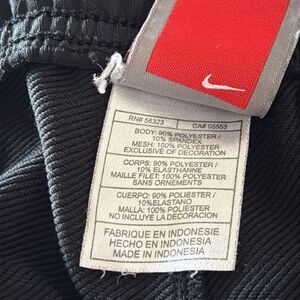 RN# 56323 CA# 05553
BODY: 90% POLYESTER /
10% SPANDEX
MESH: 100% POLYESTER
EXCLUSIVE OF DECORATION
CORPS: 90% POLYESTER /
10% ELASTHANNE
MAILLE FILET: 100% POLYESTER
SANS ORNEMENTS
CUERPO: 90% POLIESTER /
10%ELASTANO
MALLA: 100% POLIESTER
NO INCLUYE LA DECORACION
FABRIQUE EN INDONESIE
HECHO EN INDONESIA
MADE IN INDONESIA